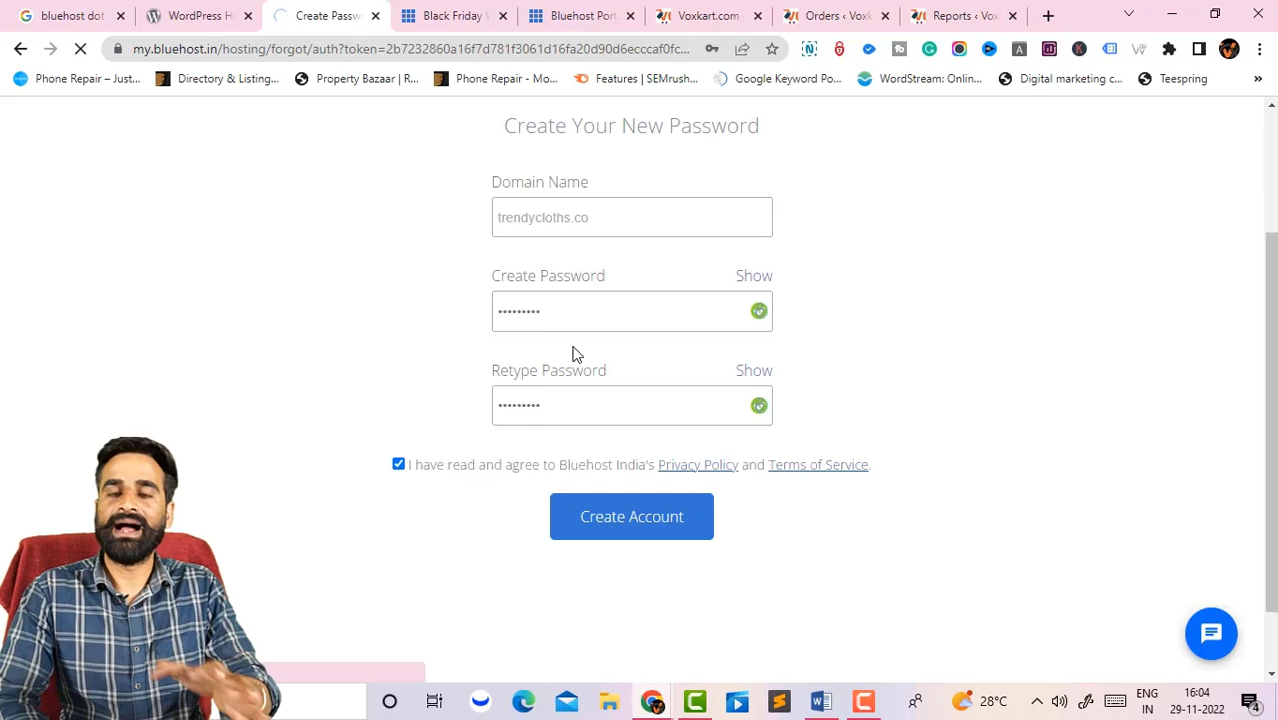 bluehost dot
WordPress H
Create Passw
Black Friday
Bluehost Port
Voxkart.com -
Orders ‹ Voxk
Reports ‹ Vox
my.bluehost.in/hosting/forgot/auth?token=2b7232860a16f7d781f3061d16fa20d90d6ecccaf0fc...
Phone Repair – Just...
Directory & Listing...
Property Bazaar | R...
Phone Repair - Mo...
Features | SEMrush...
Google Keyword Po...
WordStream: Onlin...
Digital marketing c...
Teespring
Create Your New Password
Domain Name
trendycloths.co
Create Password Show
Retype Password Show
I have read and agree to Bluehost India's Privacy Policy and Terms of Service.
Create Account
28°C
ENG
IN
16:04
29-11-2022
4